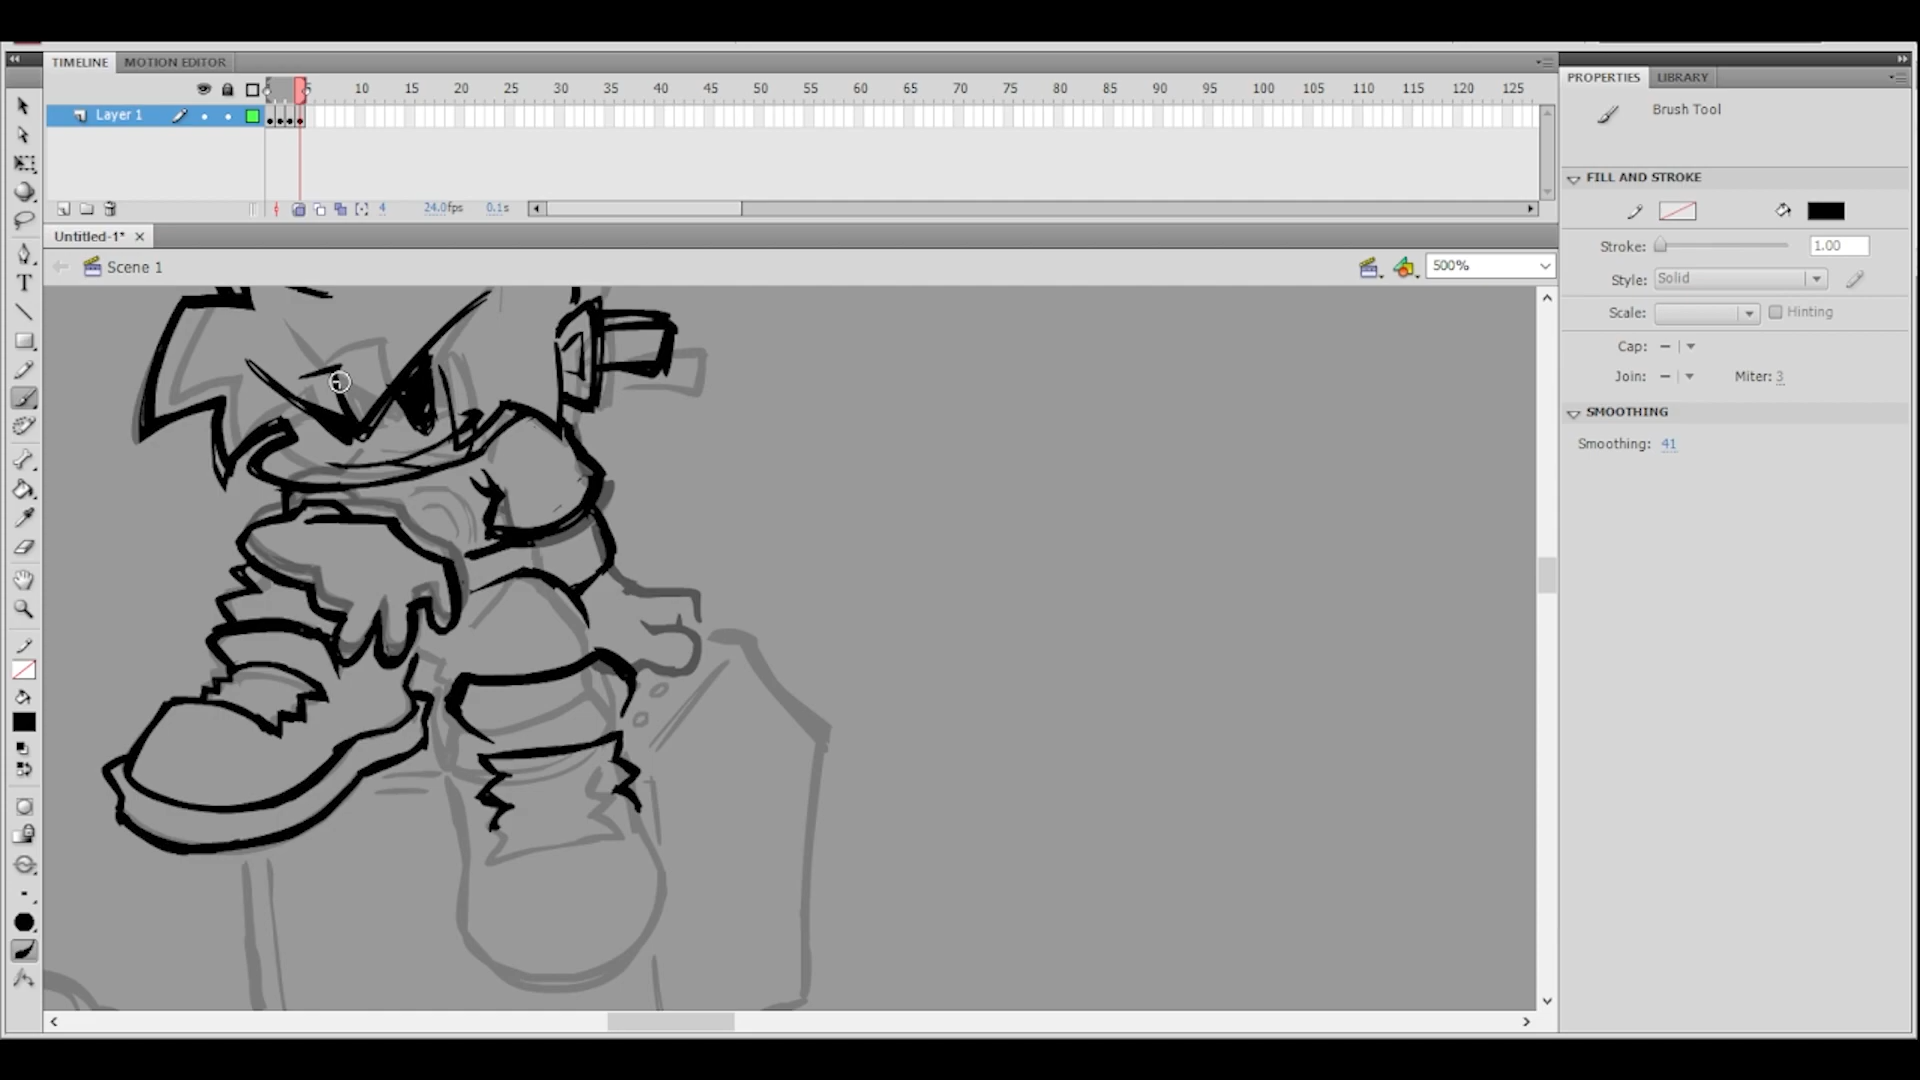 TIMELINE MOTION EDITOR
5 10 15 20 25 30 35 40 45 50 55 60 65 70 75 80 85 90 95 100 105 110 115 120 125
Layer 1
4 24.0fps 0.1s
Untitled-1*
Scene 1
500%
T
PROPERTIES LIBRARY
Brush Tool
FILL AND STROKE
Stroke: 1.00
Style: Solid
Scale: Hinting
Cap:
Join: Miter: 3
SMOOTHING
Smoothing: 41